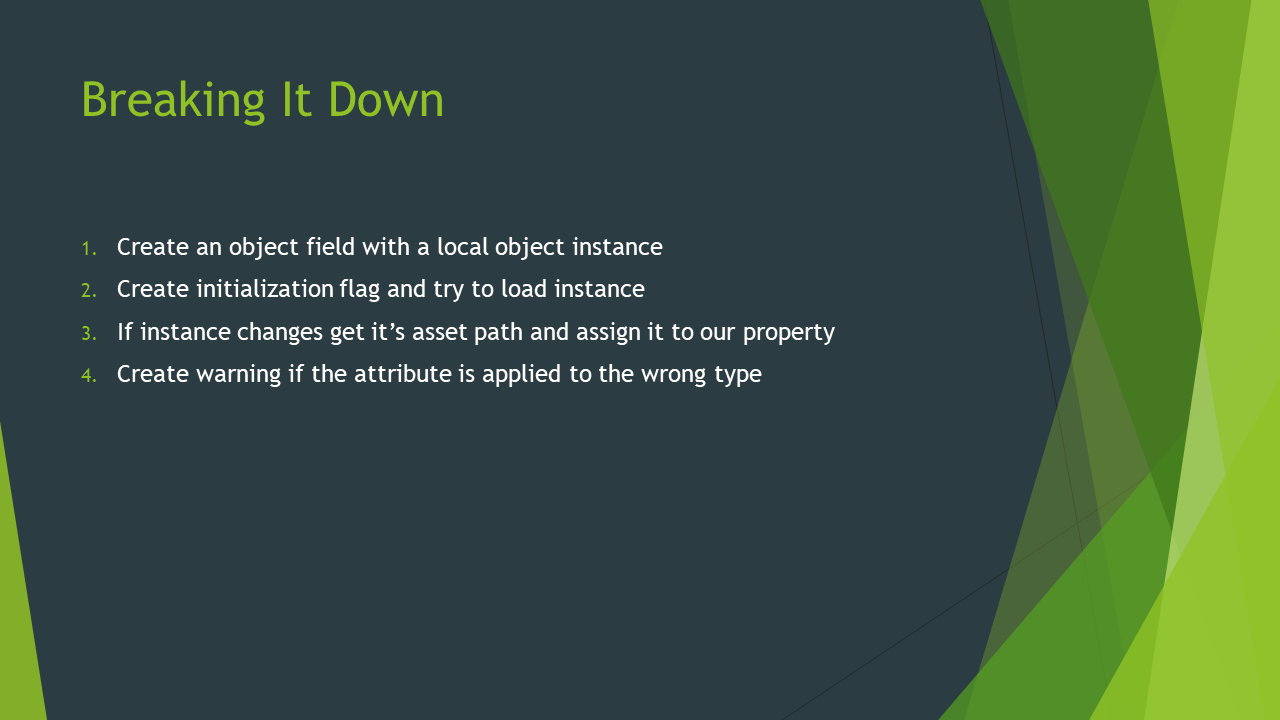 Breaking It Down
1. Create an object field with a local object instance
2. Create initialization flag and try to load instance
3. If instance changes get it’s asset path and assign it to our property
4. Create warning if the attribute is applied to the wrong type